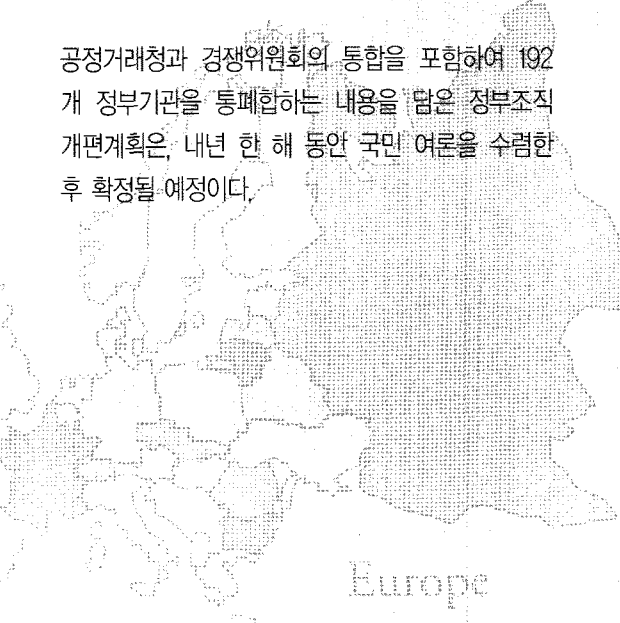 공정거래청과 경쟁위원회의 통합을 포함하여 192
개 정부기관을 통폐합하는 내용을 담은 정부조직
개편계획은, 내년 한 해 동안 국민 여론을 수렴한
후 확정될 예정이다.
Europe